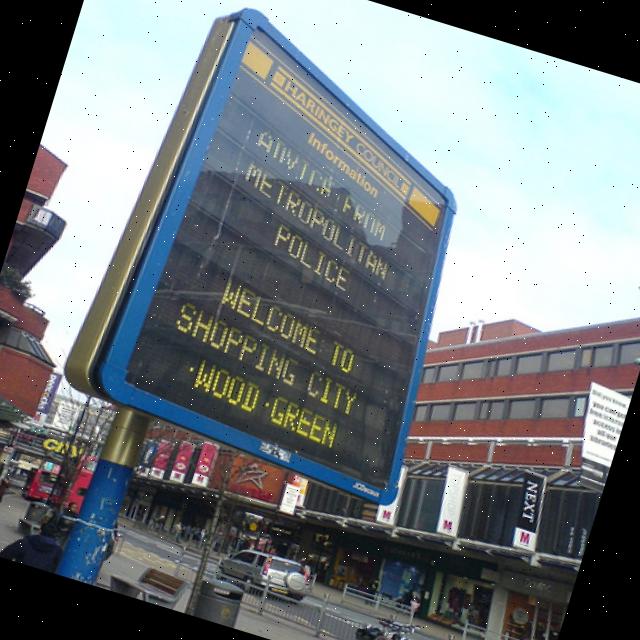 HARINGEY COUNCIL
Information
ADVICE FROM
METROPOLITAN
POLICE
WELCOME TO
SHOPPING CITY
WOOD GREEN
NEXT